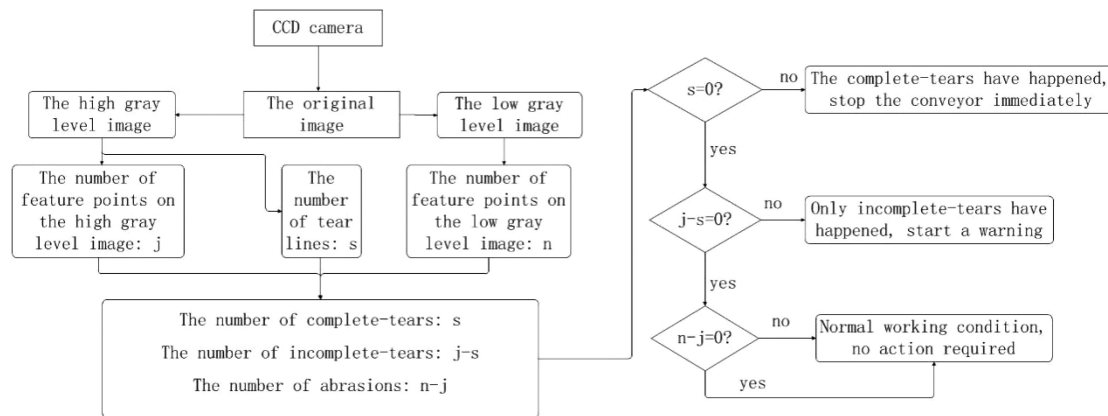 CCD camera
The high gray
level image
The original
image
The low gray
level image
The number of
feature points on
the high gray
level image: j
The
number
of tear
lines: s
The number of
feature points on
the low gray
level image: n
The number of complete-tears: s
The number of incomplete-tears: j-s
The number of abrasions: n-j
s=0?
no
The complete-tears have happened,
stop the conveyor immediately
yes
j-s=0?
no
Only incomplete-tears have
happened, start a warning
yes
n-j=0?
no
Normal working condition,
no action required
yes